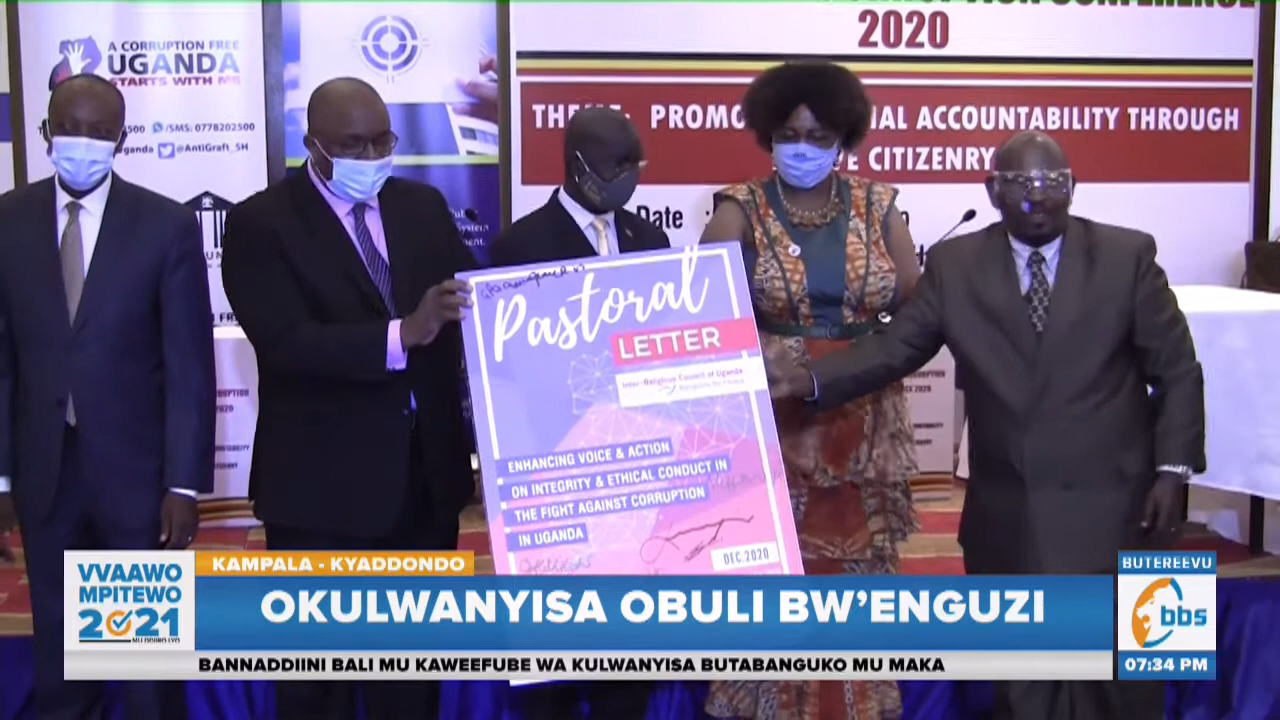 A CORRUPTION FREE
UGANDA
STARTS WITH ME
/SMS: 0778202500
@AntiGraft_SH
CONFERENCE
2020
ACCOUNTABILITY THROUGH
CITIZENRY
Date :
Pastoral
LETTER
Inter-Religious Council of Uganda
ENHANCING VOICE & ACTION
ON INTEGRITY & ETHICAL CONDUCT IN
THE FIGHT AGAINST CORRUPTION
IN UGANDA
DEC.2020
VVAAWO
MPITEWO
2021
KAMPALA - KYADDONDO
OKULWANYISA OBULI BW'ENGUZI
BANNADDIINI BALI MU KAWEEFUBE WA KULWANYISA BUTABANGUKO MU MAKA
BUTEREEVU
bbs
07:34 PM